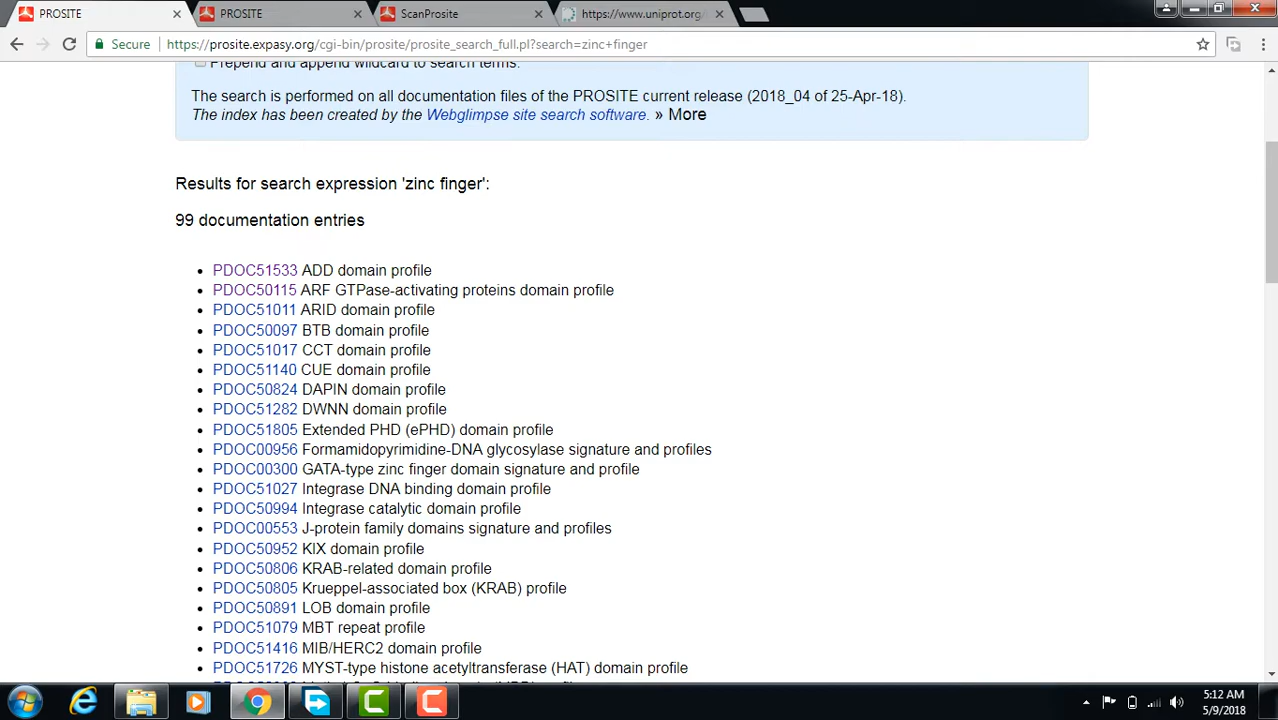 PROSITE
PROSITE
ScanProsite
https://www.uniprot.org/
Secure
https://prosite.expasy.org/cgi-bin/prosite/prosite_search_full.pl?search=zinc+finger
Prepend and append wildcard to search terms.
The search is performed on all documentation files of the PROSITE current release (2018_04 of 25-Apr-18).
The index has been created by the Webglimpse site search software. » More
Results for search expression 'zinc finger':
99 documentation entries
• PDOC51533 ADD domain profile
• PDOC50115 ARF GTPase-activating proteins domain profile
• PDOC51011 ARID domain profile
• PDOC50097 BTB domain profile
• PDOC51017 CCT domain profile
• PDOC51140 CUE domain profile
• PDOC50824 DAPIN domain profile
• PDOC51282 DWNN domain profile
• PDOC51805 Extended PHD (ePHD) domain profile
• PDOC00956 Formamidopyrimidine-DNA glycosylase signature and profiles
• PDOC00300 GATA-type zinc finger domain signature and profile
• PDOC51027 Integrase DNA binding domain profile
• PDOC50994 Integrase catalytic domain profile
• PDOC00553 J-protein family domains signature and profiles
• PDOC50952 KIX domain profile
• PDOC50806 KRAB-related domain profile
• PDOC50805 Krueppel-associated box (KRAB) profile
• PDOC50891 LOB domain profile
• PDOC51079 MBT repeat profile
• PDOC51416 MIB/HERC2 domain profile
• PDOC51726 MYST-type histone acetyltransferase (HAT) domain profile
5:12 AM
5/9/2018